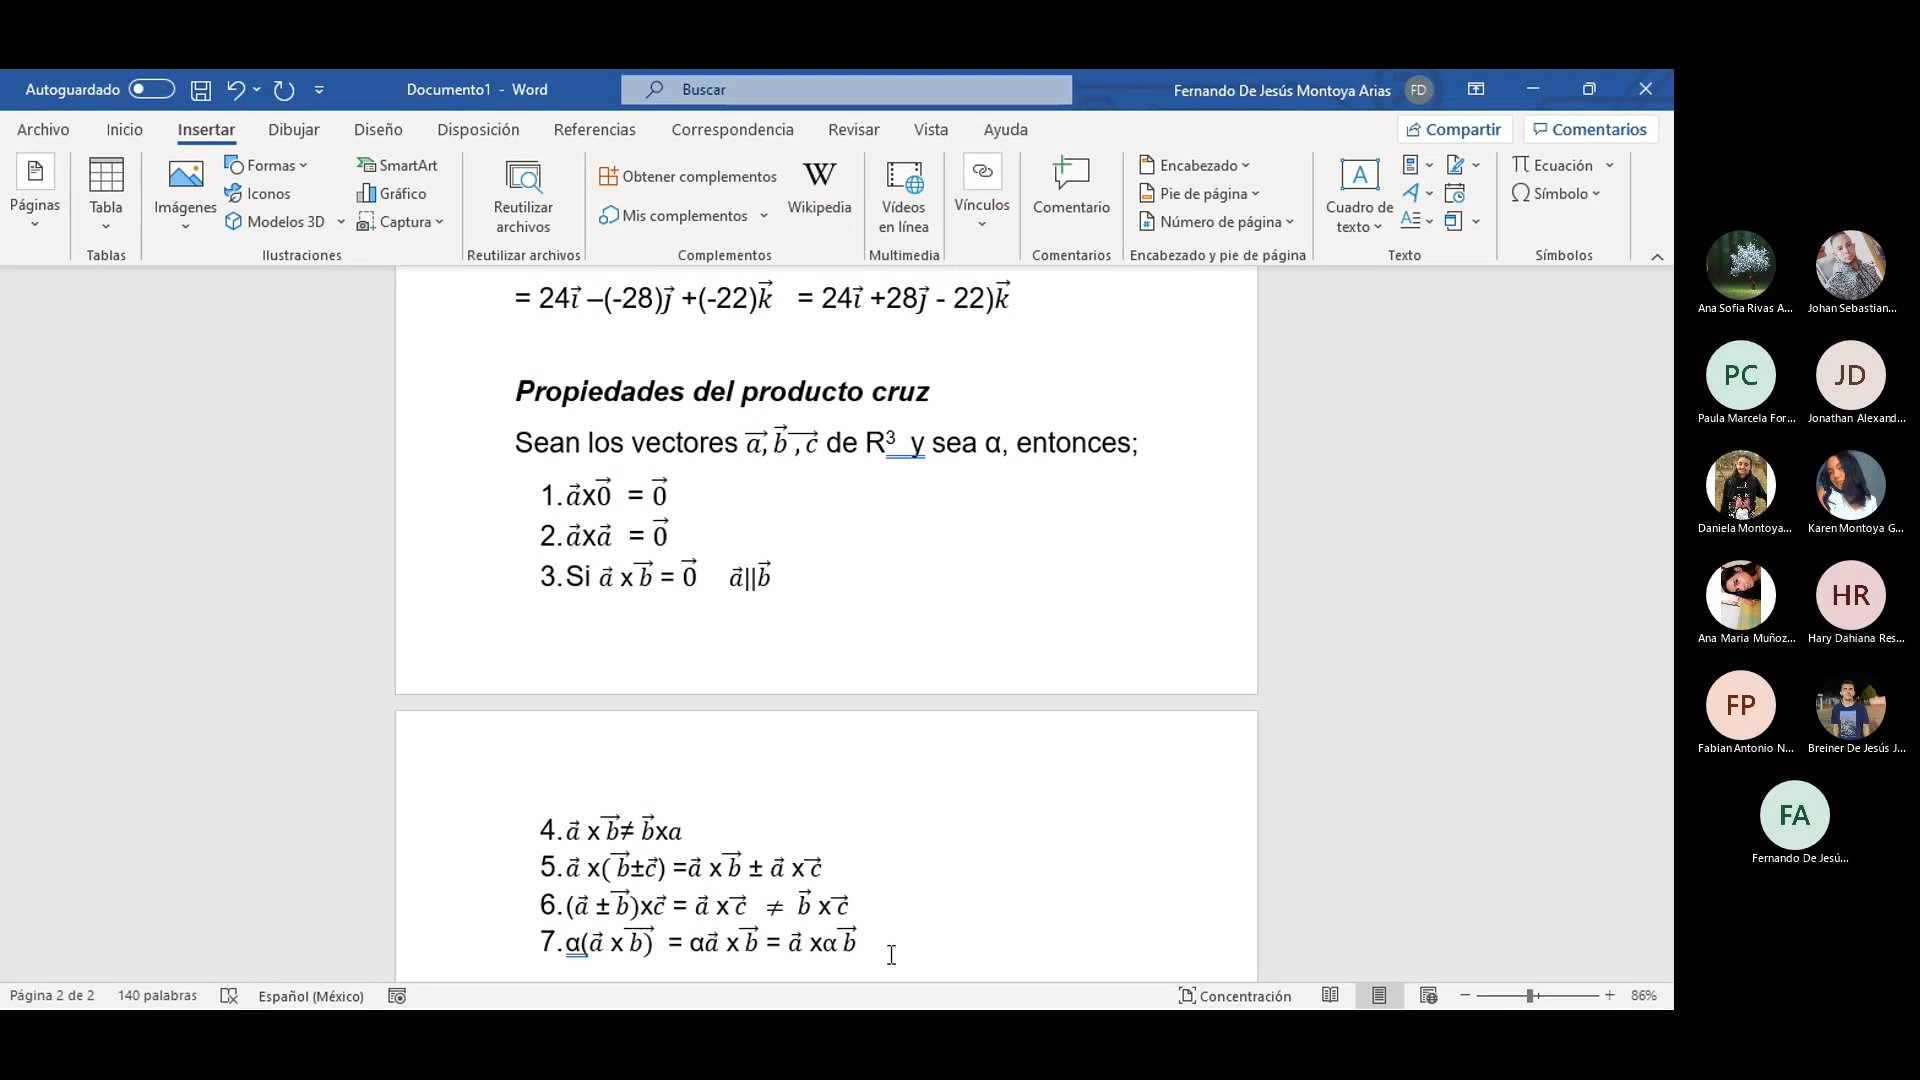 Autoguardado Documento1 - Word Buscar Fernando De Jesús Montoya Arias FD
Archivo Inicio Insertar Dibujar Diseño Disposición Referencias Correspondencia Revisar Vista Ayuda Compartir Comentarios
Páginas
Tabla
Tablas
Imágenes
Formas
Iconos
Modelos 3D
SmartArt
Gráfico
Captura
Ilustraciones
Reutilizar
archivos
Reutilizar archivos
Obtener complementos
Mis complementos
W
Wikipedia
Complementos
Vídeos
en línea
Multimedia
Vínculos
Comentario
Comentarios
Encabezado
Pie de página
Número de página
Encabezado y pie de página
A
Cuadro de
texto
Texto
π Ecuación
Ω Símbolo
Símbolos
= 24i⃗ –(-28)j⃗ +(-22)k⃗ = 24i⃗ +28j⃗ - 22)k⃗
Propiedades del producto cruz
Sean los vectores a⃗, b⃗ , c⃗ de R³ y sea α, entonces;
1. a⃗x0⃗ = 0⃗
2. a⃗xa⃗ = 0⃗
3. Si a⃗ x b⃗ = 0⃗ a⃗||b⃗
4. a⃗ x b⃗≠ b⃗xa
5. a⃗ x( b⃗±c⃗) =a⃗ x b⃗ ± a⃗ x c⃗
6. (a⃗ ± b⃗)xc⃗ = a⃗ x c⃗ ≠ b⃗ x c⃗
7. α(a⃗ x b⃗) = αa⃗ x b⃗ = a⃗ xα b⃗
Página 2 de 2 140 palabras Español (México) Concentración − + 86%
Ana Sofia Rivas A... Johan Sebastian...
PC JD
Paula Marcela For... Jonathan Alexand...
Daniela Montoya... Karen Montoya G...
HR
Ana Maria Muñoz... Hary Dahiana Res...
FP
Fabian Antonio N... Breiner De Jesús J...
FA
Fernando De Jesú...